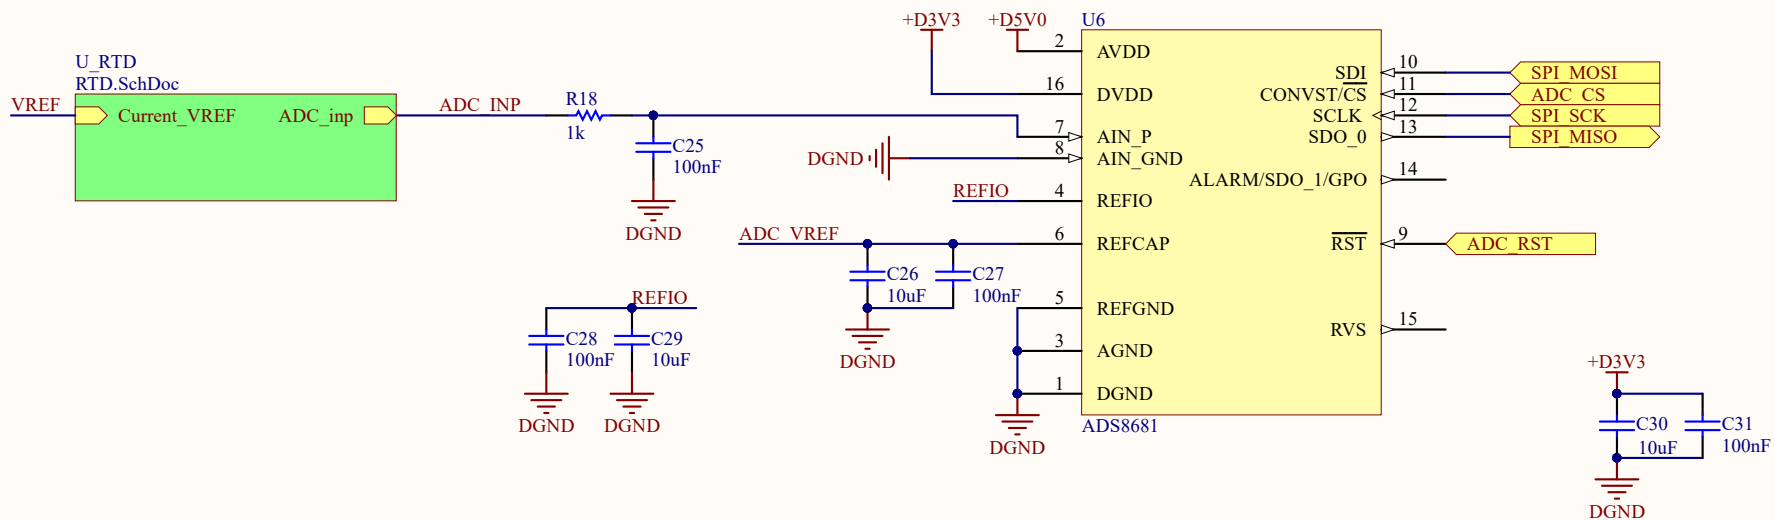 U_RTD
RTD.SchDoc
VREF
Current_VREF
ADC_inp
ADC_INP
R18
1k
C25
100nF
DGND
+D3V3
+D5V0
U6
2
AVDD
16
DVDD
7
AIN_P
DGND
8
AIN_GND
REFIO
4
REFIO
ADC_VREF
6
REFCAP
C26
10uF
C27
100nF
DGND
5
REFGND
3
AGND
1
DGND
DGND
ADS8681
SDI
10
SPI_MOSI
CONVST/CS
11
ADC_CS
SCLK
12
SPI_SCK
SDO_0
13
SPI_MISO
ALARM/SDO_1/GPO
14
RST
9
ADC_RST
RVS
15
REFIO
C28
100nF
C29
10uF
DGND
DGND
+D3V3
C30
10uF
C31
100nF
DGND